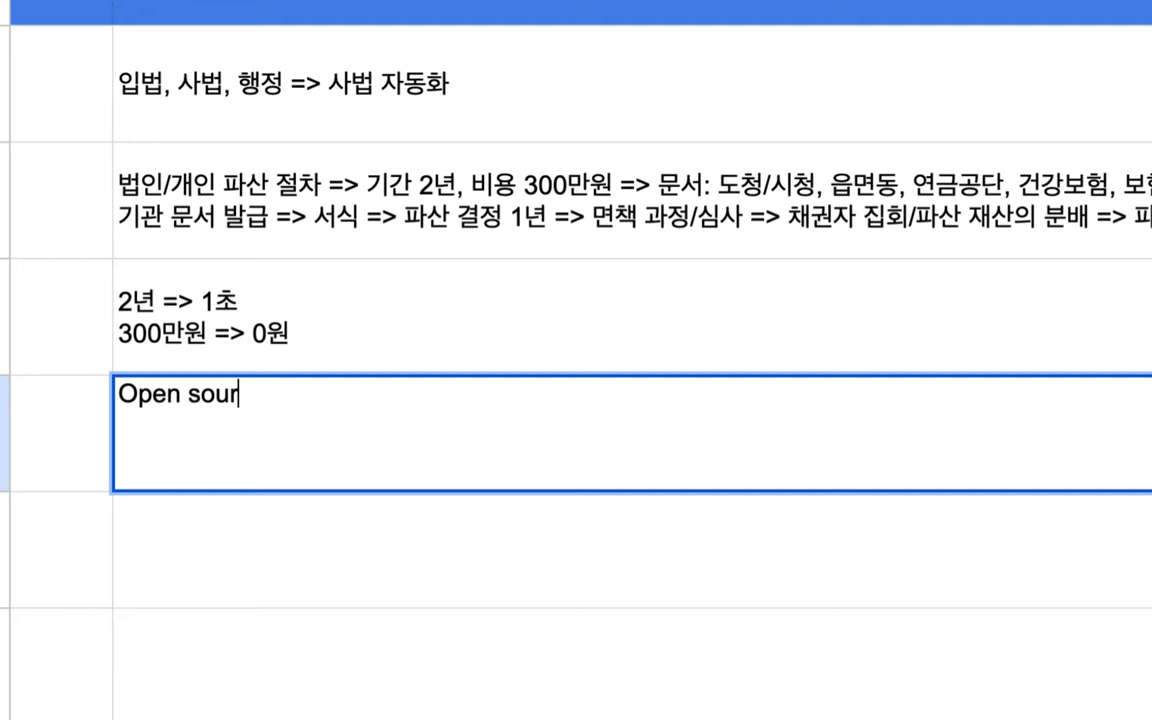 입법, 사법, 행정 => 사법 자동화
법인/개인 파산 절차 => 기간 2년, 비용 300만원 => 문서: 도청/시청, 읍면동, 연금공단, 건강보험,
기관 문서 발급 => 서식 => 파산 결정 1년 => 면책 과정/심사 => 채권자 집회/파산 재산의 분배 =>
2년 => 1초
300만원 => 0원
Open sour